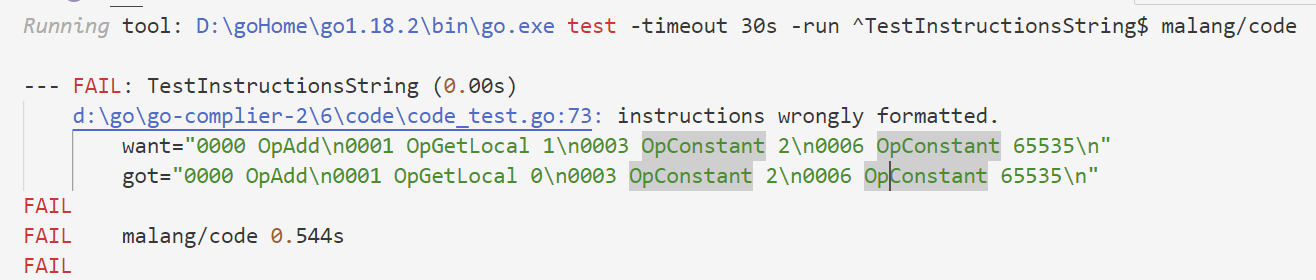 Running tool: D:\goHome\go1.18.2\bin\go.exe test -timeout 30s -run ^TestInstructionsString$ malang/code
--- FAIL: TestInstructionsString (0.00s)
d:\go\go-complier-2\6\code\code_test.go:73: instructions wrongly formatted.
want="0000 OpAdd\n0001 OpGetLocal 1\n0003 OpConstant 2\n0006 OpConstant 65535\n"
got="0000 OpAdd\n0001 OpGetLocal 0\n0003 OpConstant 2\n0006 OpConstant 65535\n"
FAIL
FAIL malang/code 0.544s
FAIL